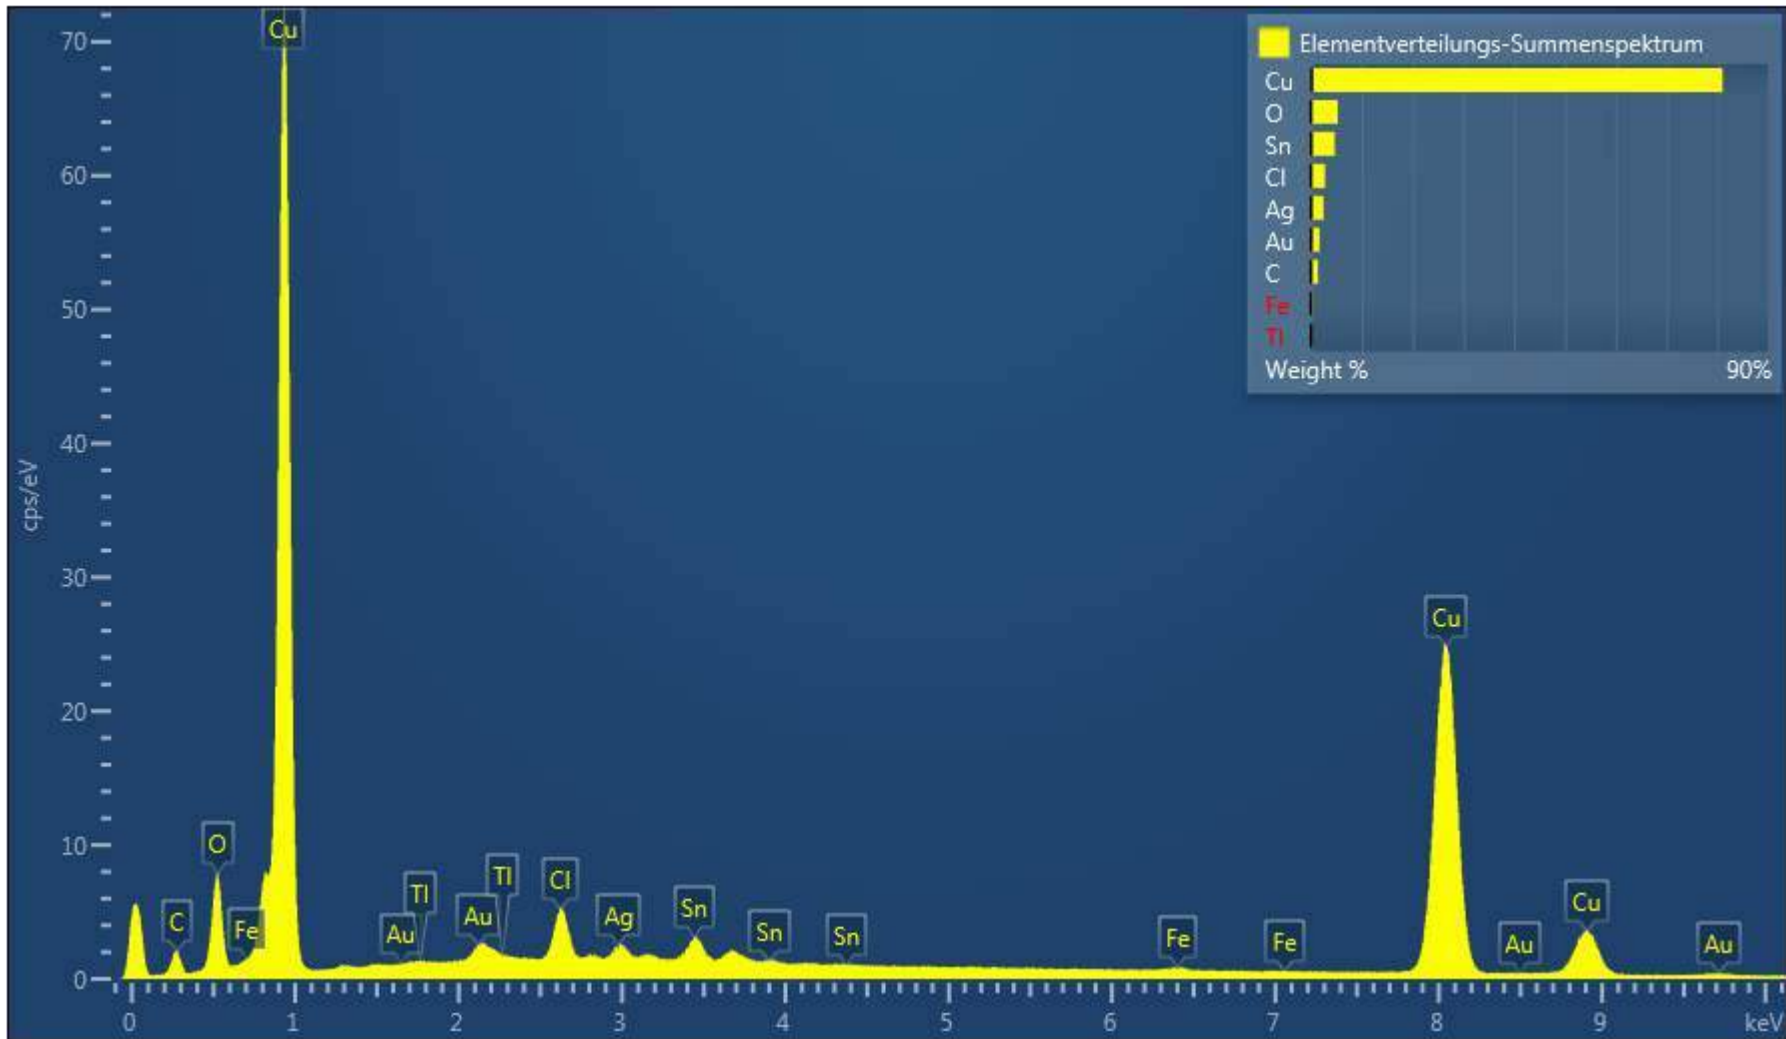 Elementverteilungs-Summenspektrum
Cu
O
Sn
Cl
Ag
Au
C
Fe
Tl
Weight % 90%
cps/eV
70
60
50
40
30
20
10
0
Cu
C
O
Fe
Au
Tl
Au
Tl
Cl
Ag
Sn
Sn
Sn
Fe
Fe
Cu
Au
Cu
Au
0 1 2 3 4 5 6 7 8 9 keV